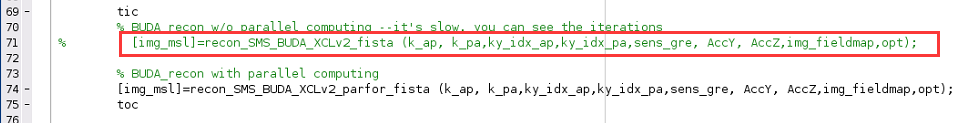 69 - tic
70 % BUDA_recon w/o parallel computing --it's slow, you can see the iterations
71 % [img_msl]=recon_SMS_BUDA_XCLv2_fista (k_ap, k_pa,ky_idx_ap,ky_idx_pa,sens_gre, AccY, AccZ,img_fieldmap,opt);
72
73 % BUDA_recon with parallel computing
74 - [img_msl]=recon_SMS_BUDA_XCLv2_parfor_fista (k_ap, k_pa,ky_idx_ap,ky_idx_pa,sens_gre, AccY, AccZ,img_fieldmap,opt);
75 - toc
76